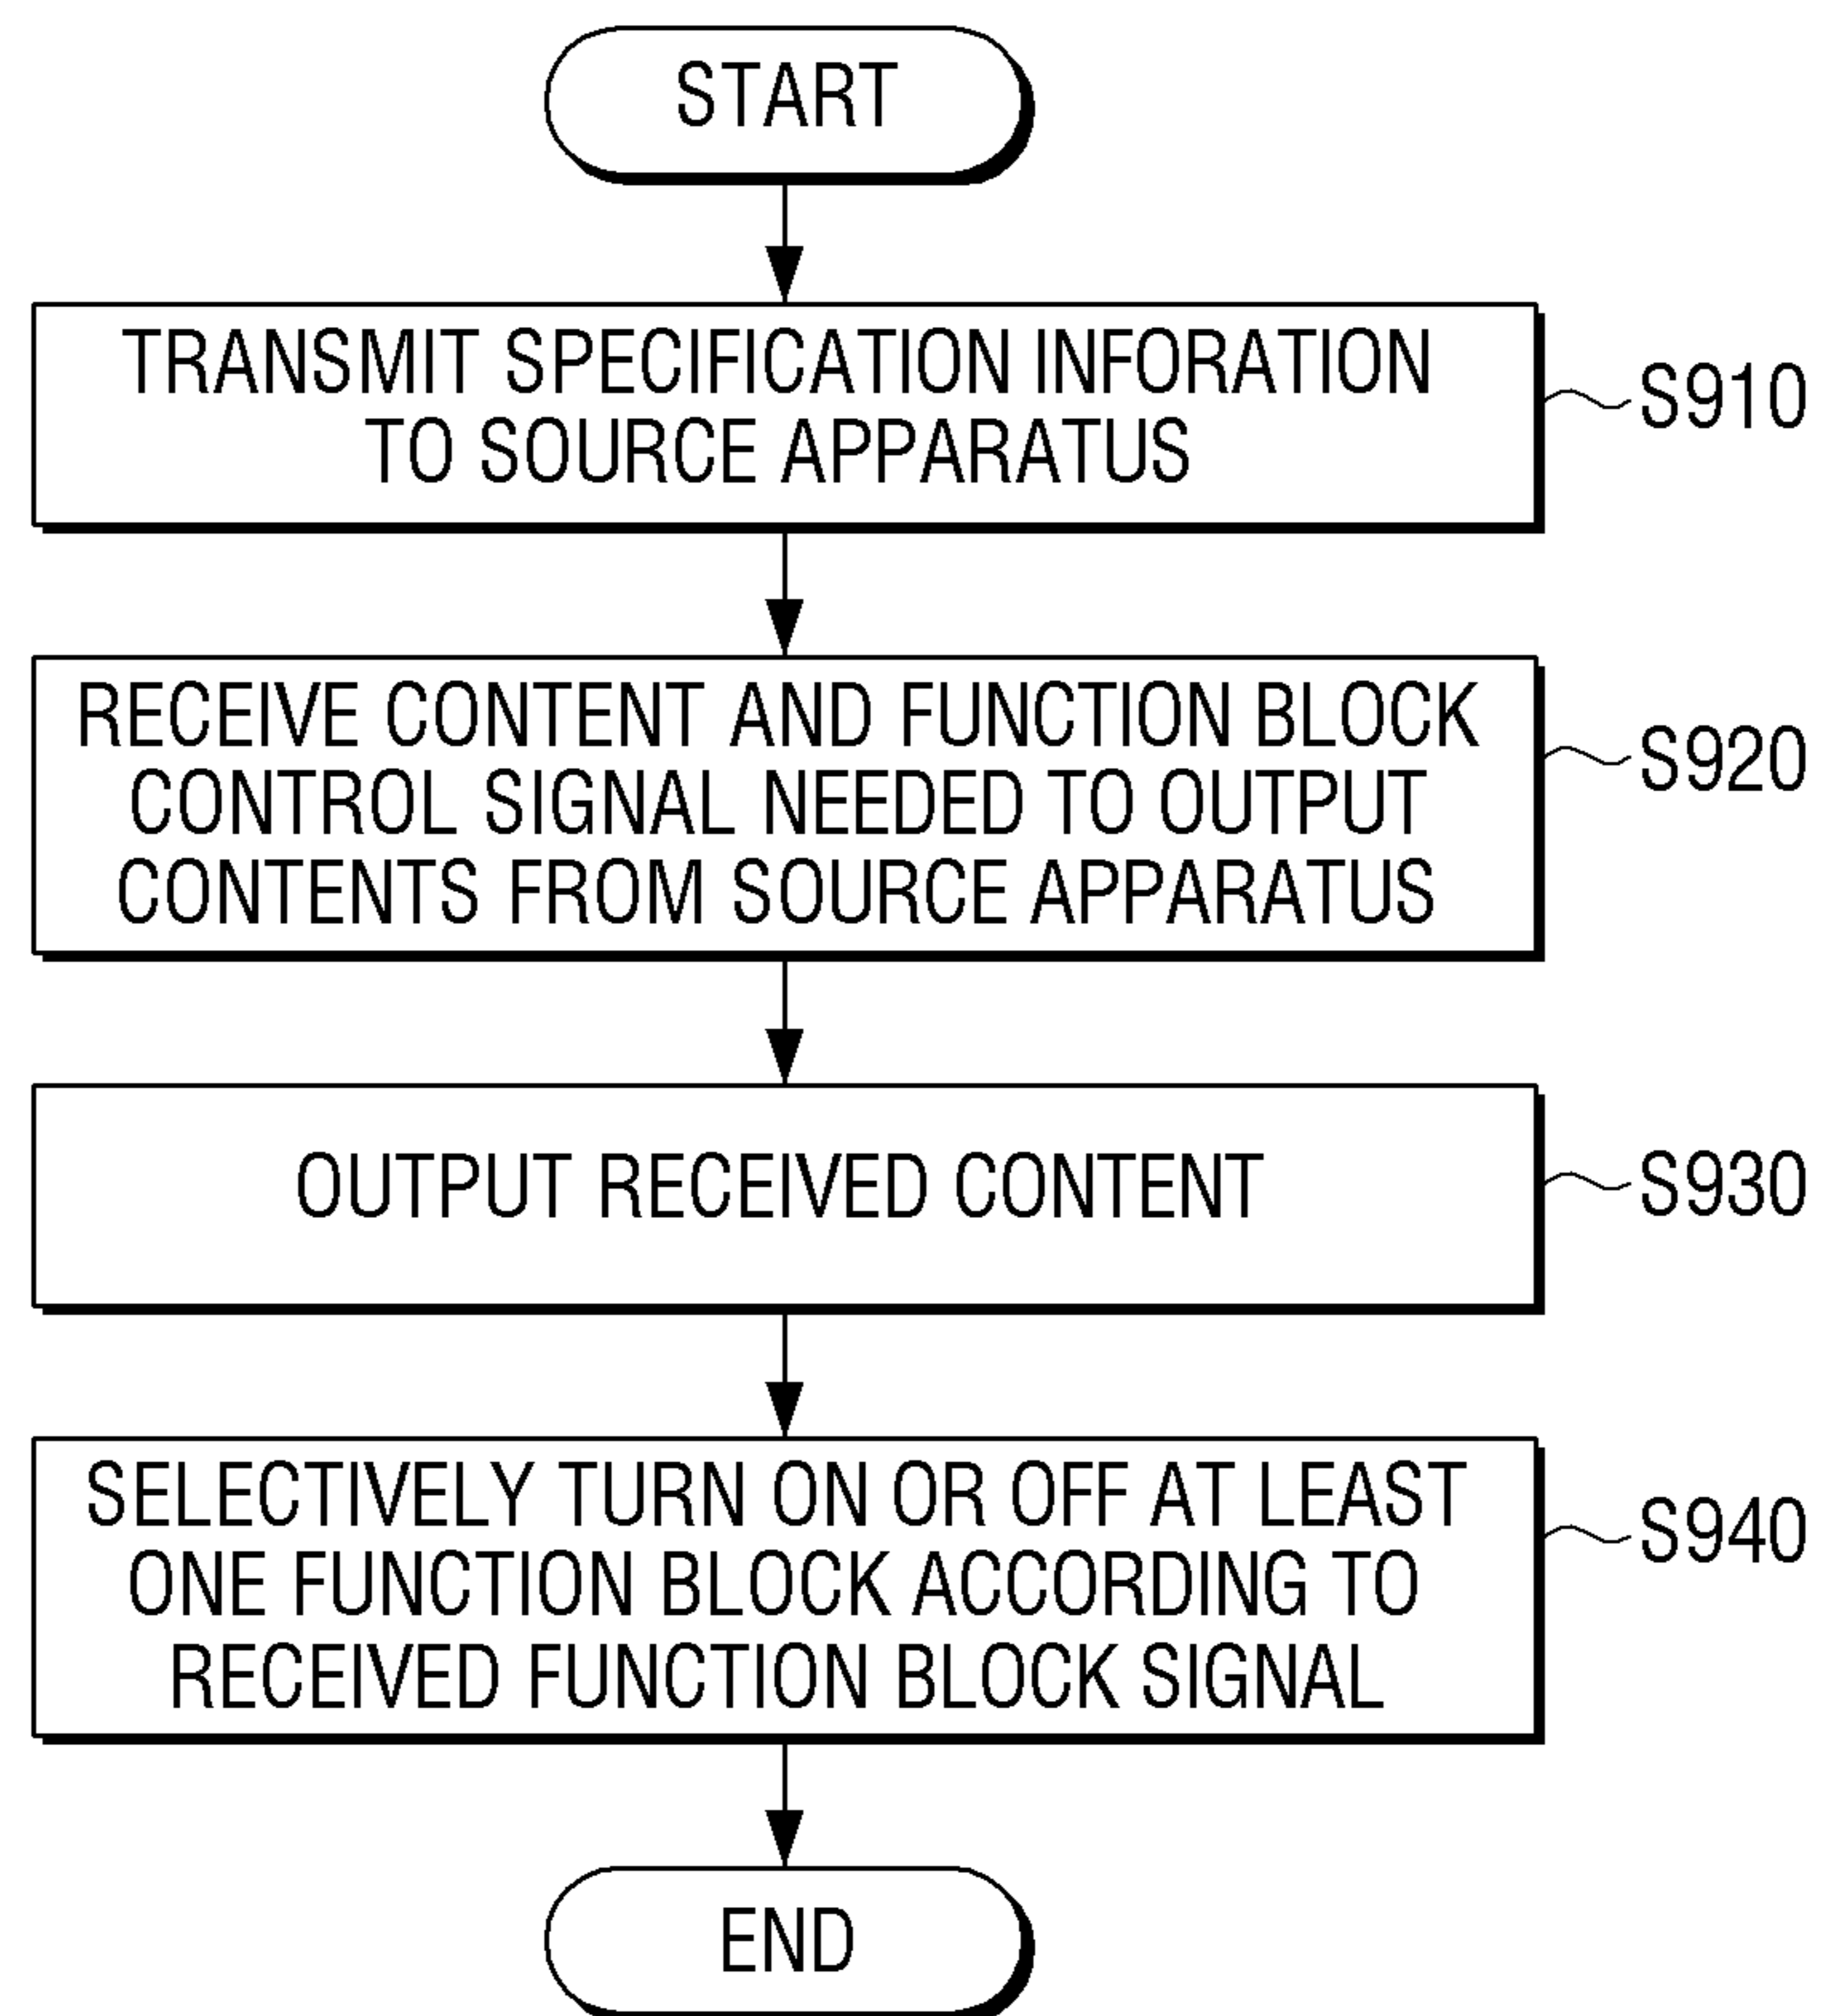 START
TRANSMIT SPECIFICATION INFORATION
TO SOURCE APPARATUS
S910
RECEIVE CONTENT AND FUNCTION BLOCK
CONTROL SIGNAL NEEDED TO OUTPUT
CONTENTS FROM SOURCE APPARATUS
S920
OUTPUT RECEIVED CONTENT
S930
SELECTIVELY TURN ON OR OFF AT LEAST
ONE FUNCTION BLOCK ACCORDING TO
RECEIVED FUNCTION BLOCK SIGNAL
S940
END